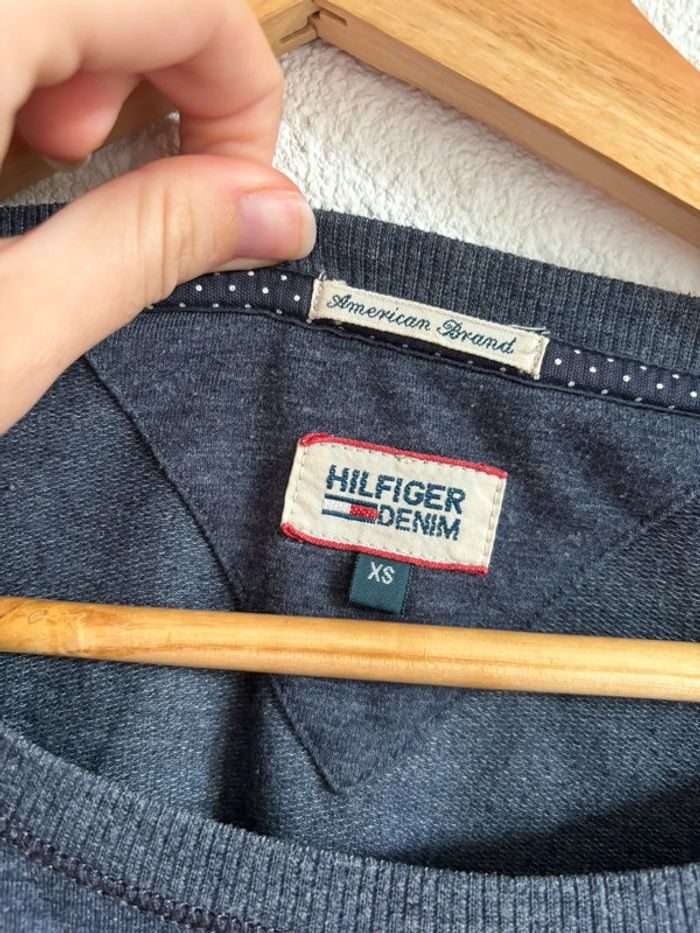 American Brand
HILFIGER
DENIM
XS